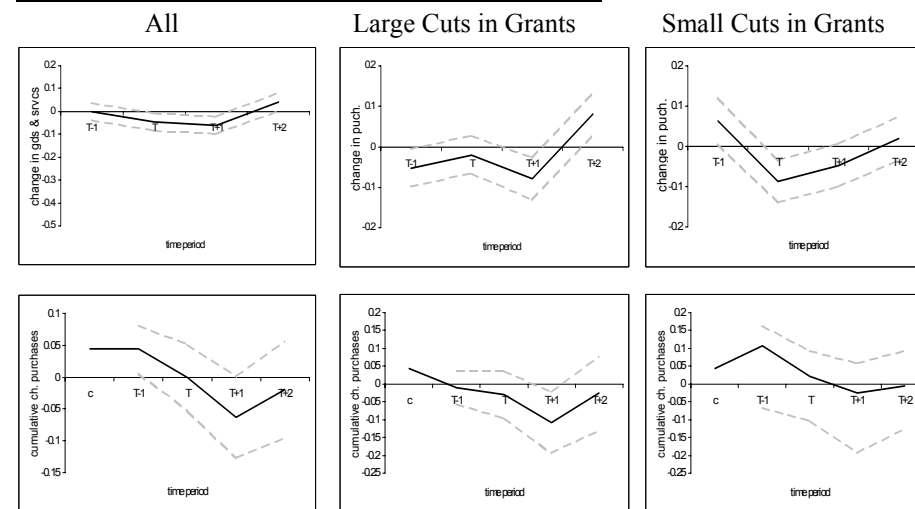 All
Large Cuts in Grants
Small Cuts in Grants
change in gds & srvcs
0.2
0.1
0
-0.1
-0.2
-0.3
-0.4
-0.5
T-1
T
T+1
T+2
time period
change in puch.
0.2
0.1
0
-0.1
-0.2
T-1
T
T+1
T+2
time period
change in puch.
0.2
0.1
0
-0.1
-0.2
T-1
T
T+1
T+2
time period
cumulative ch. purchases
0.1
0.05
0
-0.05
-0.1
-0.15
c
T-1
T
T+1
T+2
time period
cumulative ch. purchases
0.2
0.15
0.1
0.05
0
-0.05
-0.1
-0.15
-0.2
-0.25
c
T-1
T
T+1
T+2
time period
cumulative ch. purchases
0.2
0.15
0.1
0.05
0
-0.05
-0.1
-0.15
-0.2
-0.25
c
T-1
T
T+1
T+2
time period